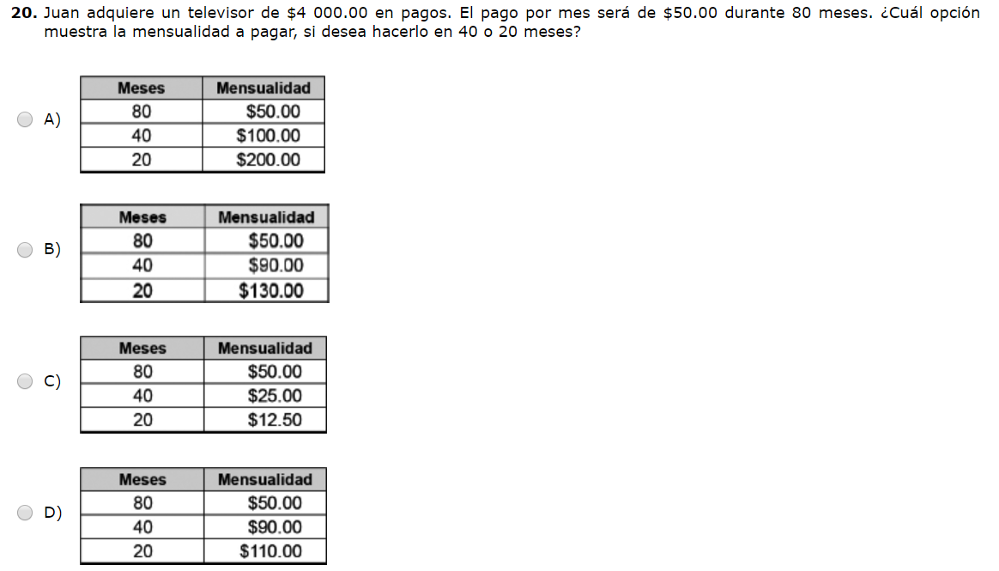 20. Juan adquiere un televisor de $4 000.00 en pagos. El pago por mes será de $50.00 durante 80 meses. ¿Cuál opción
muestra la mensualidad a pagar, si desea hacerlo en 40 o 20 meses?
A)
Meses Mensualidad
80 $50.00
40 $100.00
20 $200.00
B)
Meses Mensualidad
80 $50.00
40 $90.00
20 $130.00
C)
Meses Mensualidad
80 $50.00
40 $25.00
20 $12.50
D)
Meses Mensualidad
80 $50.00
40 $90.00
20 $110.00